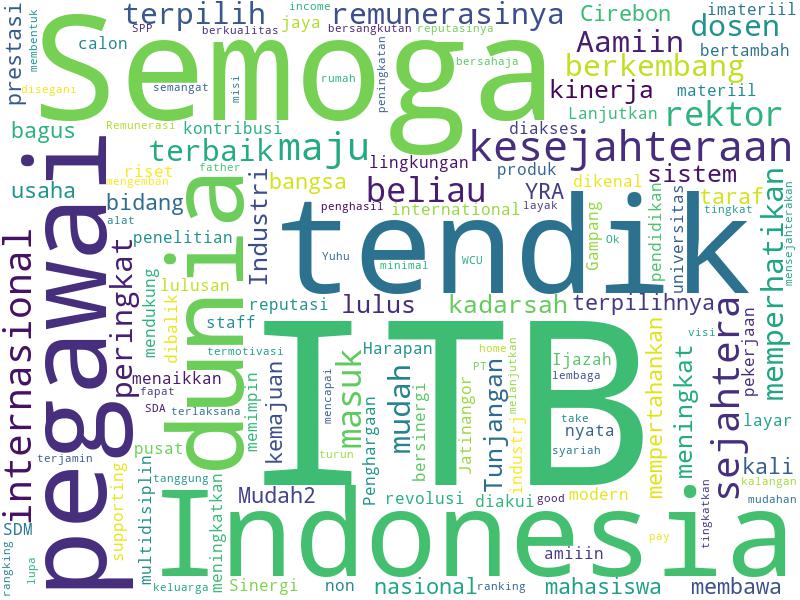 terpilih
SPP
income
remunerasinya
Cirebon
imateriil
dosen
calon
berkualitas
jaya
bersangkutan
reputasinya
Aamiin
bertambah
prestasi
membentuk
Semoga
bersahaja
berkembang
disegani
semangat
misi
rumah
peningkatan
kinerja
materiil
Lanjutkan
rektor
bagus
Remunerasi
kontribusi
diakses
terbaik
maju
lingkungan
kesejahteraan
riset
father
produk
sistem
mengemban
bangsa
beliau
YRA
dikenal
taraf
usaha
bidang
penghasil
international
layak
tingkat
alat
penelitian
Industri
tendik
Gampang
Ok
pendidikan
universitas
memperhatikan
mensejahterakan
pegawai
dunia
Yuhu
minimal
WCU
internasional
peringkat
mendukung
lulusan
dibalik
reputasi
lulus
kadarsah
terpilihnya
staff
termotivasi
ITB
Harapan
home
PT
Ijazah
visi
menaikkan
fapat
SDA
terlaksana
memimpin
kemajuan
mencapai
masuk
mudah
bersinergi
Jatinangor
Tunjangan
melanjutkan
industrj
lembaga
take
nyata
syariah
mempertahankan
meningkat
sejahtera
pekerjaan
layar
terjamin
pusat
turun
Penghargaan
kali
tanggung
Mudah2
revolusi
diakui
good
modern
kalangan
mudahan
SDM
supporting
multidisiplin
meningkatkan
Indonesia
pay
tingkatkan
amiiin
rangking
lupa
keluarga
Sinergi
non
nasional
ranking
mahasiswa
membawa